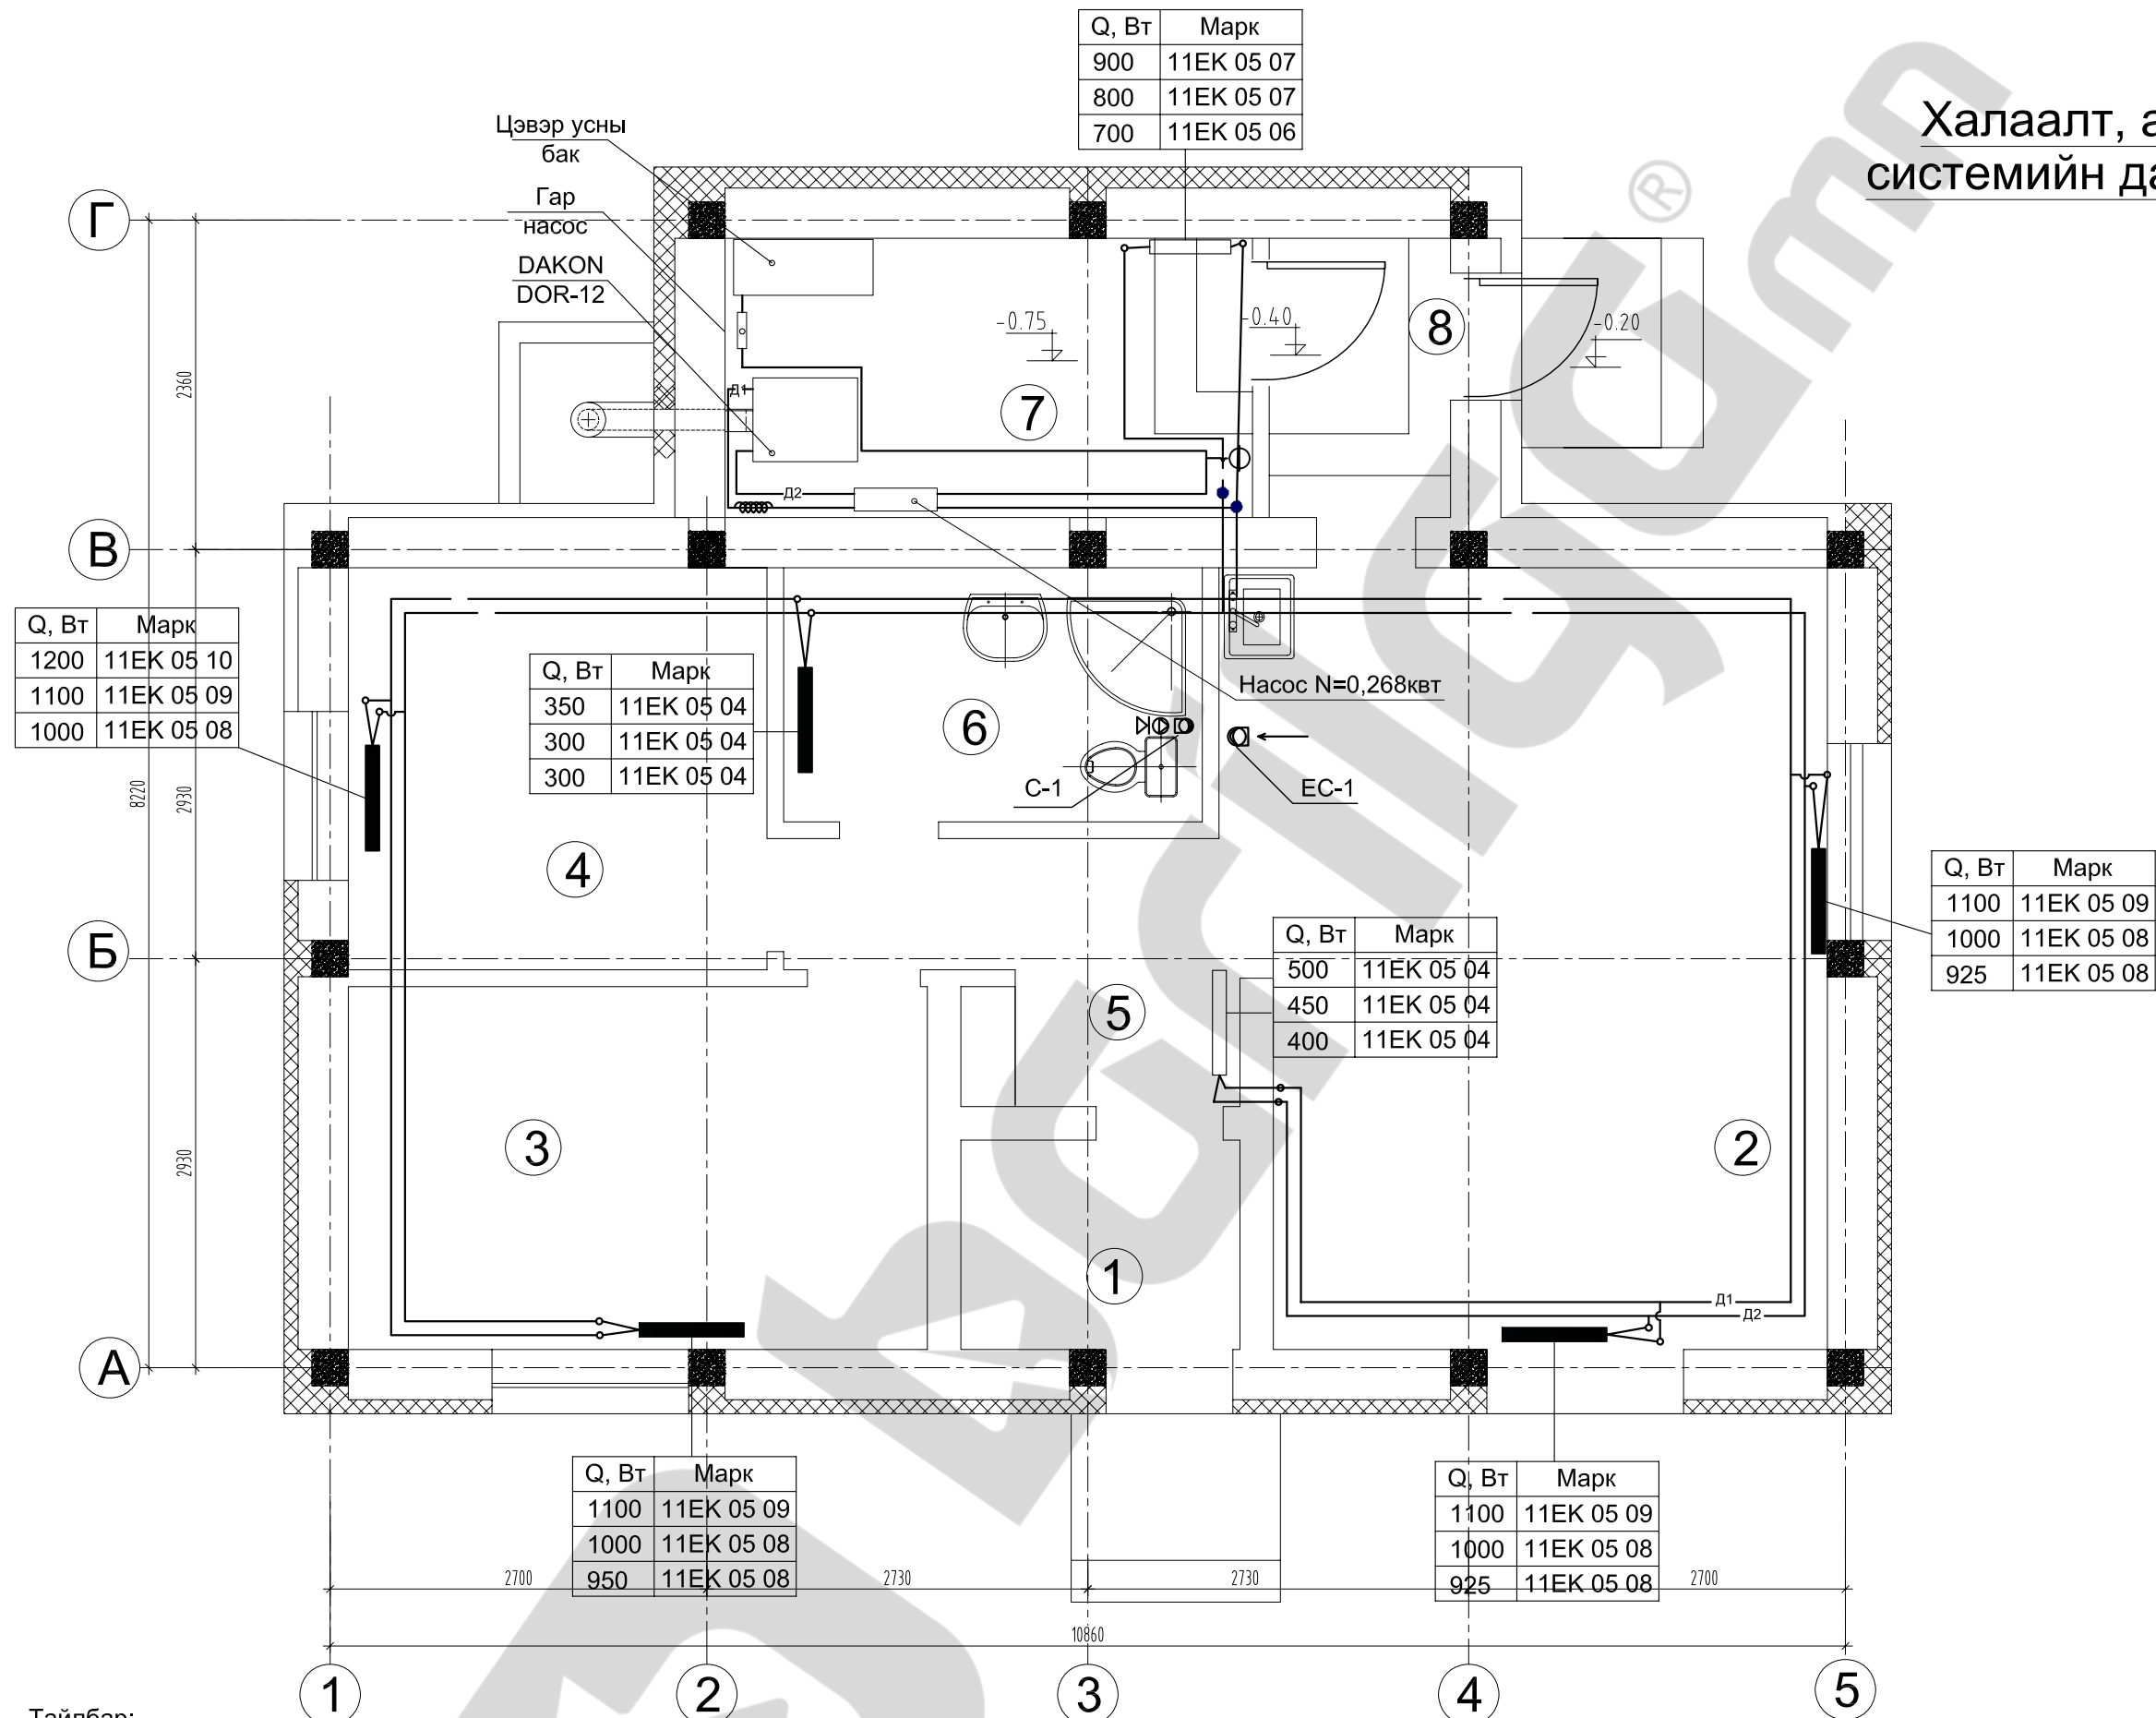 Q, Вт Марк
900 11EK 05 07
800 11EK 05 07
700 11EK 05 06
Халаалт, а
системийн да
Цэвэр усны
бак
Гар
насос
DAKON
DOR-12
Г
®
-0.75
-0.40
-0.20
8
7
2360
Д1
Д2
В
Q, Вт Марк
1200 11EK 05 10
1100 11EK 05 09
1000 11EK 05 08
Q, Вт Марк
350 11EK 05 04
300 11EK 05 04
300 11EK 05 04
6
Насос N=0,268квт
С-1
ЕС-1
8220
2930
4
Q, Вт Марк
1100 11EK 05 09
1000 11EK 05 08
925 11EK 05 08
Б
Q, Вт Марк
500 11EK 05 04
450 11EK 05 04
400 11EK 05 04
5
3
2
2930
1
Д1
Д2
А
Q, Вт Марк
1100 11EK 05 09
1000 11EK 05 08
950 11EK 05 08
Q, Вт Марк
1100 11EK 05 09
1000 11EK 05 08
925 11EK 05 08
2700 2730 2730 2700
10860
1 2 3 4 5
Тайлбар: